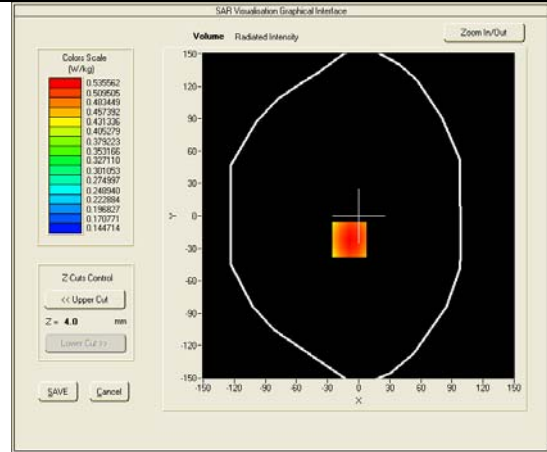 SAR Visualisation Graphical Interface
Volume Radiated Intensity
Zoom In/Out
Colors Scale
(W/kg)
0.535562
0.509505
0.483449
0.457392
0.431336
0.405279
0.379223
0.353166
0.327110
0.301053
0.274997
0.248940
0.222884
0.196827
0.170771
0.144714
Z Cuts Control
<< Upper Cut
Z = 4.0 mm
Lower Cut >>
SAVE Cancel
150
120
90
60
30
0
-30
-60
-90
-120
-150
Y
-150 -120 -90 -60 -30 0 30 60 90 120 150
X